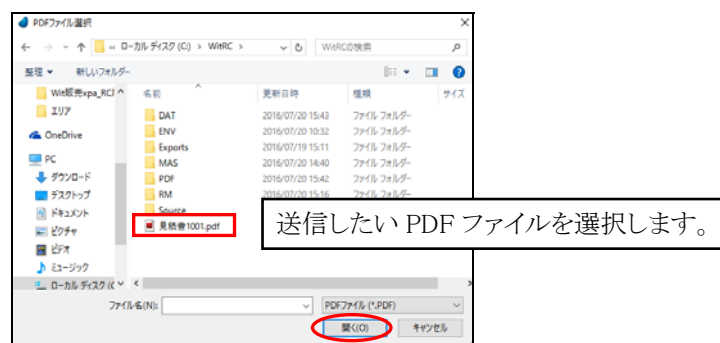 PDFファイル選択
« ローカル ディスク (C:) › WitRC ›
WitRCの検索
整理 ▼ 新しいフォルダー
名前 更新日時 種類 サイズ
Wit販売xpa_RCI
エリア
OneDrive
PC
ダウンロード
デスクトップ
ドキュメント
ピクチャ
ビデオ
ミュージック
ローカル ディスク (C
DAT 2016/07/20 15:43 ファイル フォルダー
ENV 2016/07/20 10:32 ファイル フォルダー
Exports 2016/07/19 15:11 ファイル フォルダー
MAS 2016/07/20 14:40 ファイル フォルダー
PDF 2016/07/20 15:42 ファイル フォルダー
RM 2016/07/20 15:16 ファイル フォルダー
Source
見積書1001.pdf
送信したい PDF ファイルを選択します。
ファイル名(N): PDFファイル (*.PDF)
開く(O) キャンセル